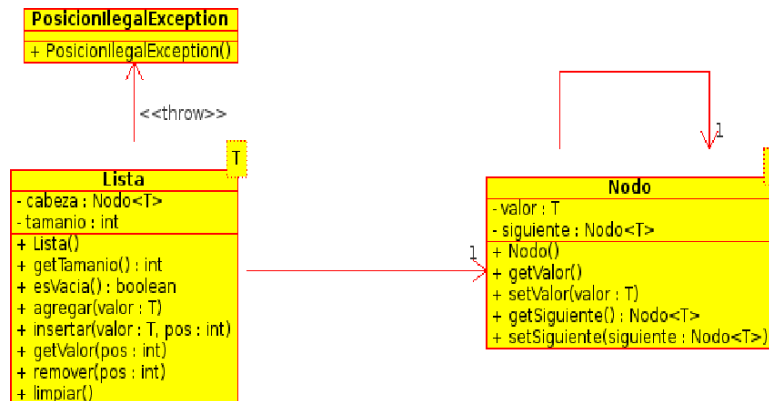 PosicionIlegalException
+ PosicionIlegalException()
<<throw>>
T
Lista
- cabeza : Nodo<T>
- tamanio : int
+ Lista()
+ getTamanio() : int
+ esVacia() : boolean
+ agregar(valor : T)
+ insertar(valor : T, pos : int)
+ getValor(pos : int)
+ remover(pos : int)
+ limpiar()
1
1
Nodo
- valor : T
- siguiente : Nodo<T>
+ Nodo()
+ getValor()
+ setValor(valor : T)
+ getSiguiente() : Nodo<T>
+ setSiguiente(siguiente : Nodo<T>)